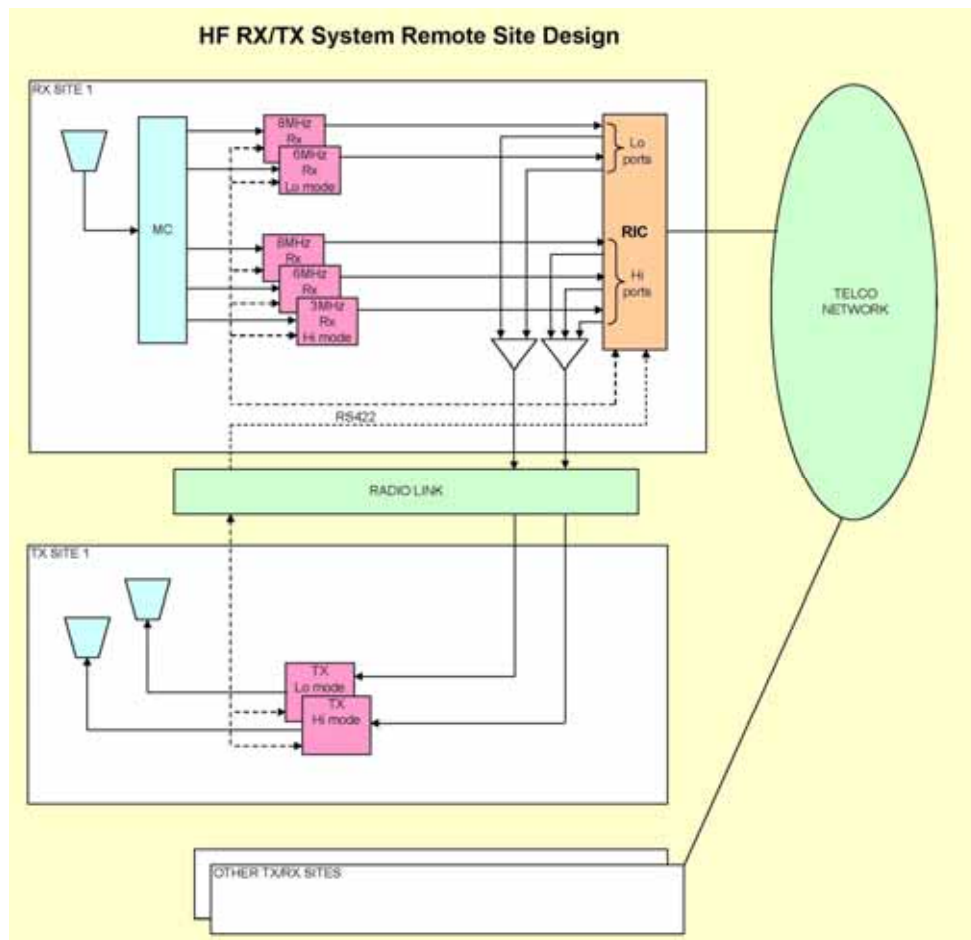 HF RX/TX System Remote Site Design
RX SITE 1
8MHz
Rx
6MHz
Rx
Lo mode
MC
8MHz
Rx
6MHz
Rx
3MHz
Rx
Hi mode
Lo
ports
RIC
Hi
ports
RS422
TELCO
NETWORK
RADIO LINK
TX SITE 1
TX
Lo mode
TX
Hi mode
OTHER TX/RX SITES